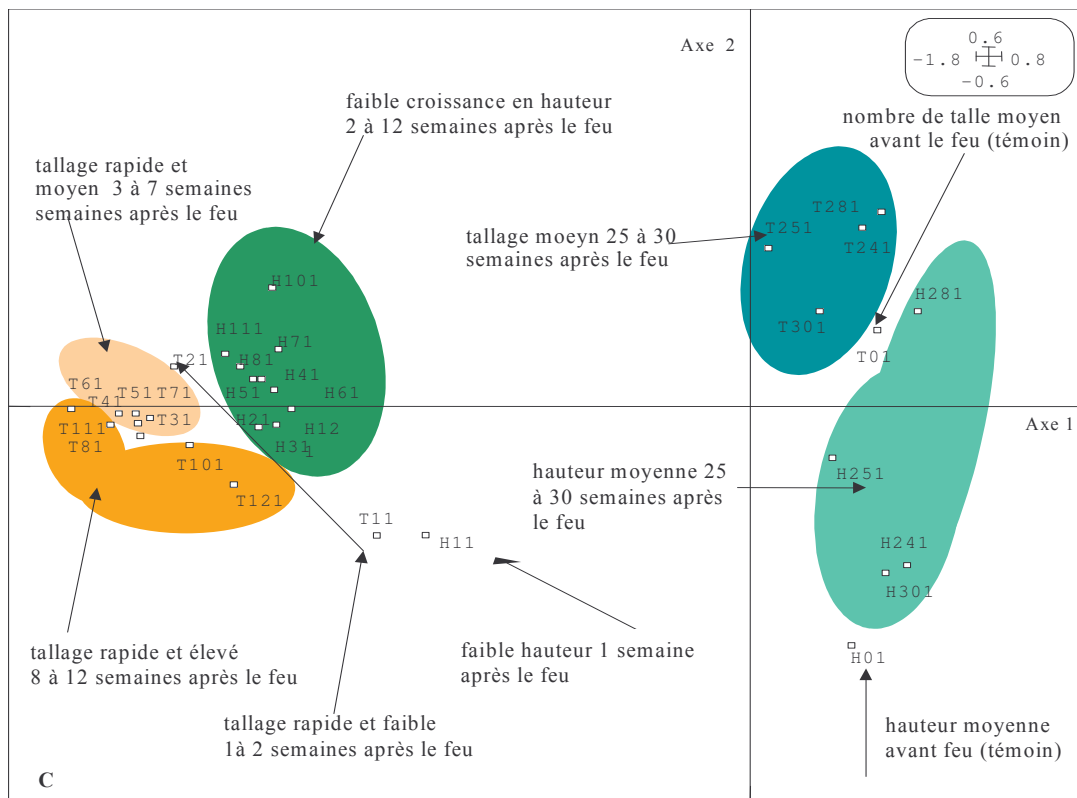 Axe 2
0.6
-1.8 0.8
-0.6
faible croissance en hauteur
2 à 12 semaines après le feu
nombre de talle moyen
avant le feu (témoin)
tallage rapide et
moyen 3 à 7 semaines
semaines après le feu
tallage moeyn 25 à 30
semaines après le feu
T281
T251
T241
T301
T01
H281
H101
H111
H71
H81
H41
H51
H61
H21
H12
1
H31
T21
T61
T51
T71
T41
T31
T111
T81
T101
T121
Axe 1
hauteur moyenne 25
à 30 semaines après
le feu
H251
H241
H301
T11
H11
H01
tallage rapide et élevé
8 à 12 semaines après le feu
faible hauteur 1 semaine
après le feu
tallage rapide et faible
1à 2 semaines après le feu
hauteur moyenne
avant feu (témoin)
C